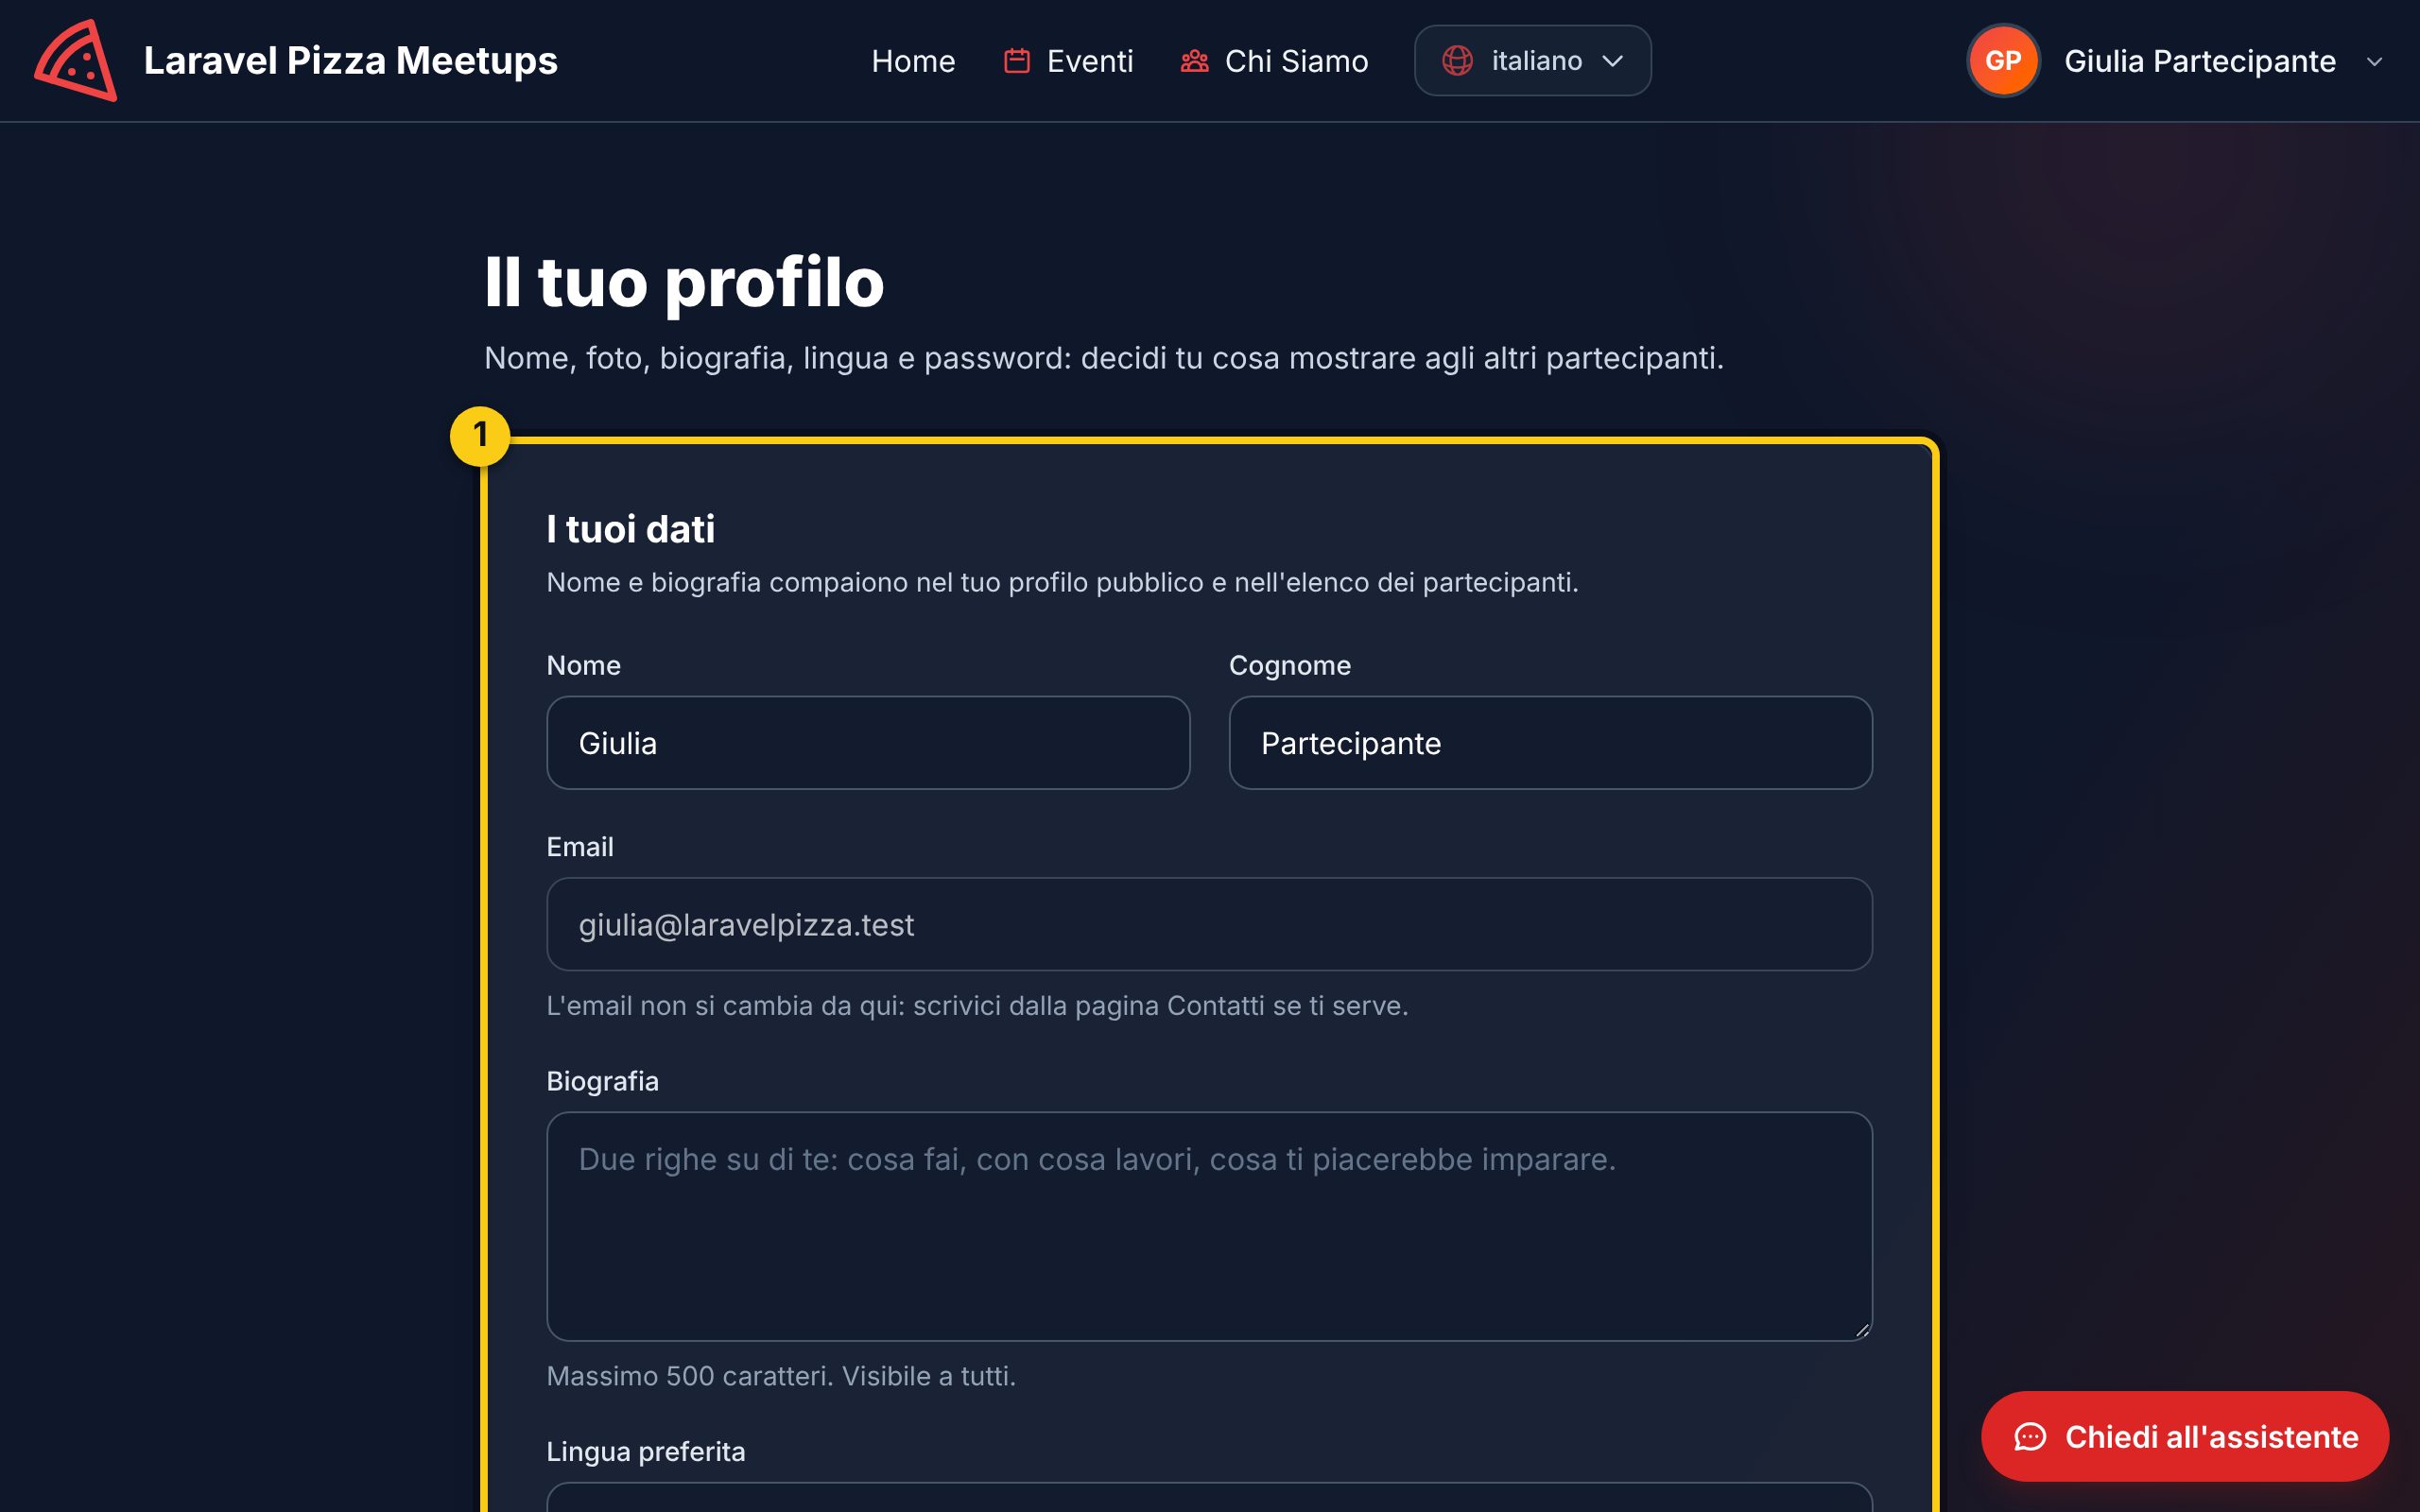 Laravel Pizza Meetups
Home
Eventi
Chi Siamo
italiano
GP
Giulia Partecipante
Il tuo profilo
Nome, foto, biografia, lingua e password: decidi tu cosa mostrare agli altri partecipanti.
1
I tuoi dati
Nome e biografia compaiono nel tuo profilo pubblico e nell'elenco dei partecipanti.
Nome
Cognome
Giulia
Partecipante
Email
giulia@laravelpizza.test
L'email non si cambia da qui: scrivici dalla pagina Contatti se ti serve.
Biografia
Due righe su di te: cosa fai, con cosa lavori, cosa ti piacerebbe imparare.
Massimo 500 caratteri. Visibile a tutti.
Lingua preferita
Chiedi all'assistente